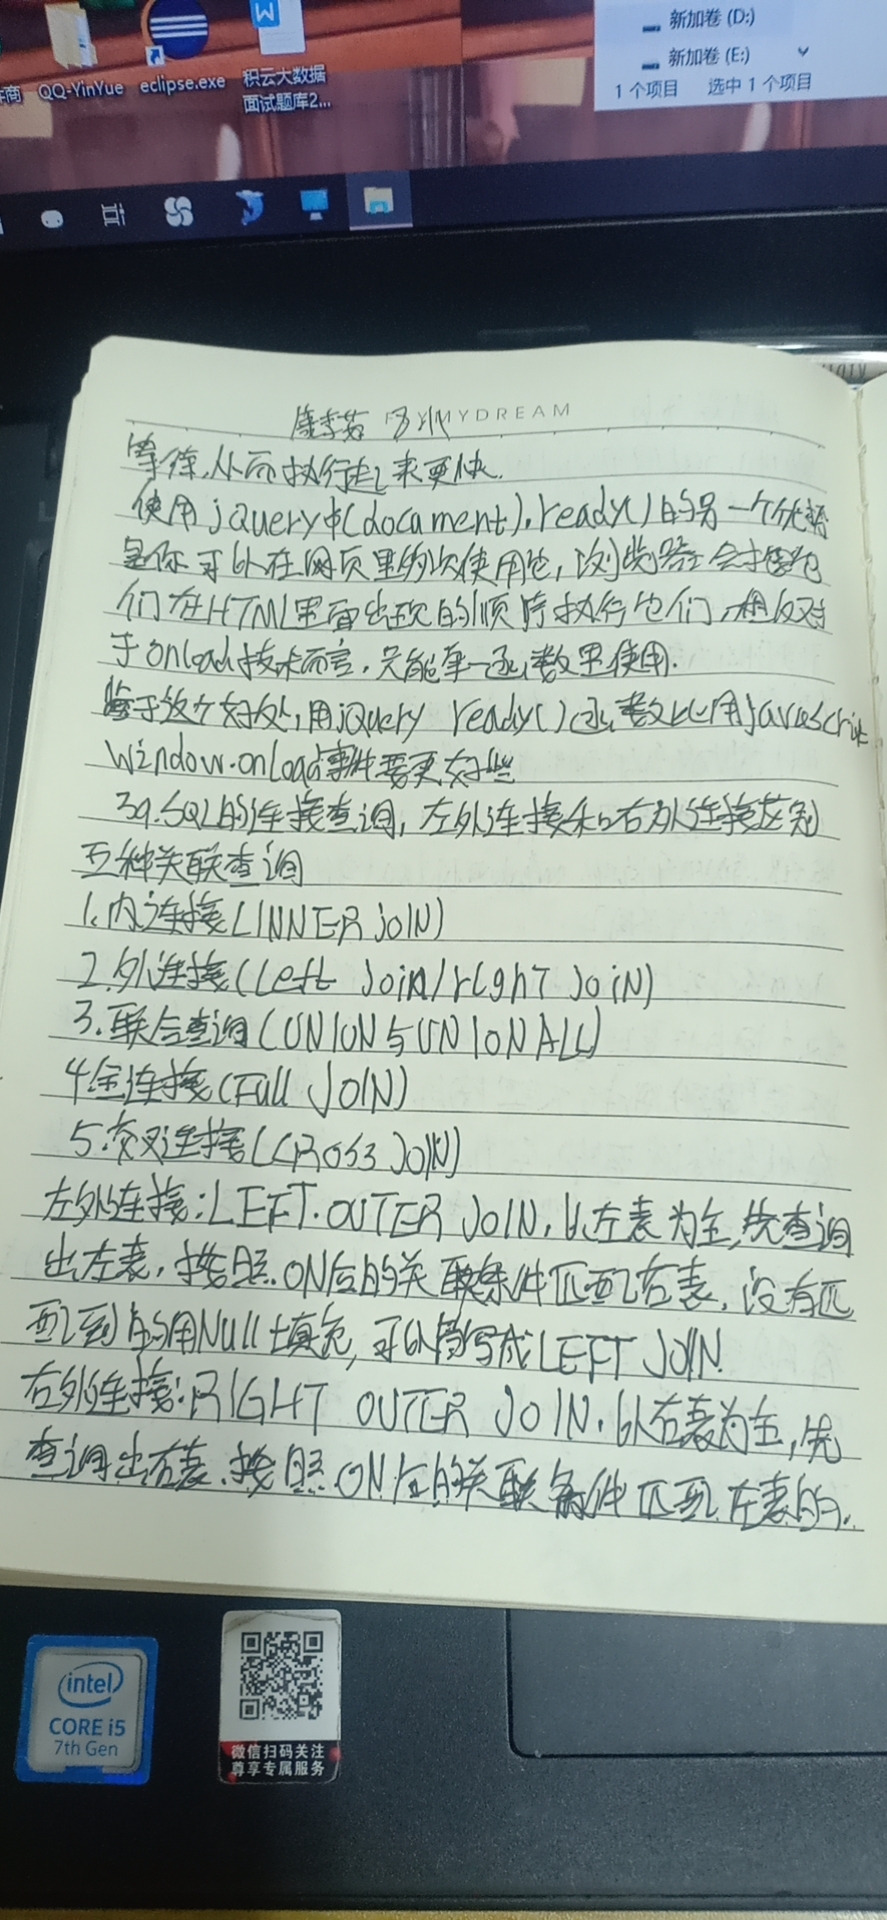 新加卷 (D:)
新加卷 (E:)
1 个项目 选中 1 个项目
QQ-YinYue
eclipse.exe
积云大数据
面试题库2...
MYDREAM
等待,从而执行起来更快.
使用jQuery中(document).ready()的另一个优势
是你可以在网页里多次使用它,浏览器会按它
们在HTML里面出现的顺序执行它们,相反对
于onload技术而言,只能单一函数里使用.
鉴于这个好处,用jQuery ready()函数比用javascript
window.onload事件要更好些
39.SQL的连接查询,左外连接和右外连接区别
五种关联查询
1.内连接(INNER JOIN)
2.外连接(Left Join/right JoiN)
3.联合查询(UNION与UNION ALL)
4.全连接(Full JOIN)
5.交叉连接(CROSS JOIN)
左外连接:LEFT.OUTER JOIN,以左表为主,先查询
出左表,按照ON后的关联条件匹配右表,没有匹
配到的用Null填充,可以简写成LEFT JOIN
右外连接:RIGHT OUTER JOIN,以右表为主,先
查询出右表,按照ON后的关联条件匹配左表的.
intel
CORE i5
7th Gen
微信扫码关注
尊享专属服务